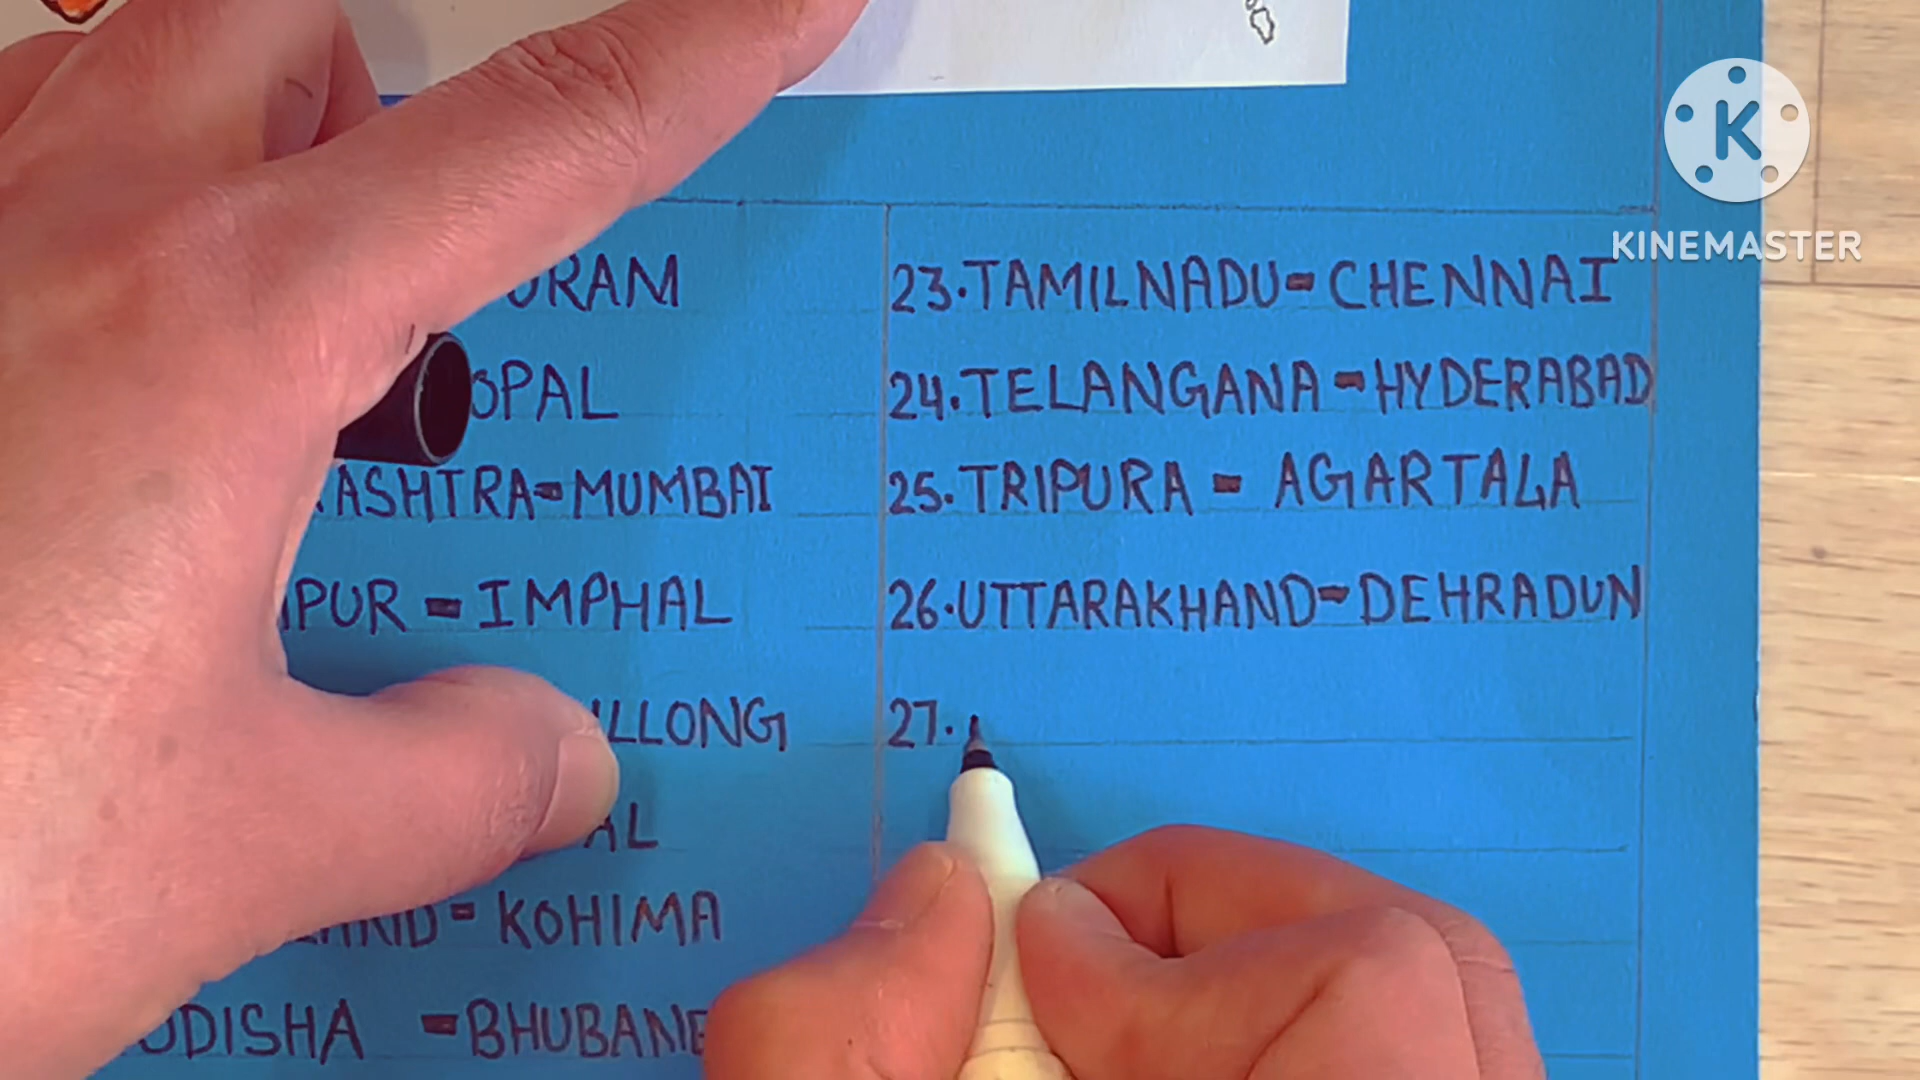 K
KINEMASTER
URAM
OPAL
ASHTRA=MUMBAI
PUR = IMPHAL
ILLONG
AL
LAND = KOHIMA
ODISHA = BHUBANE
23.TAMILNADU=CHENNAI
24.TELANGANA=HYDERABAD
25.TRIPURA = AGARTALA
26.UTTARAKHAND=DEHRADUN
27.